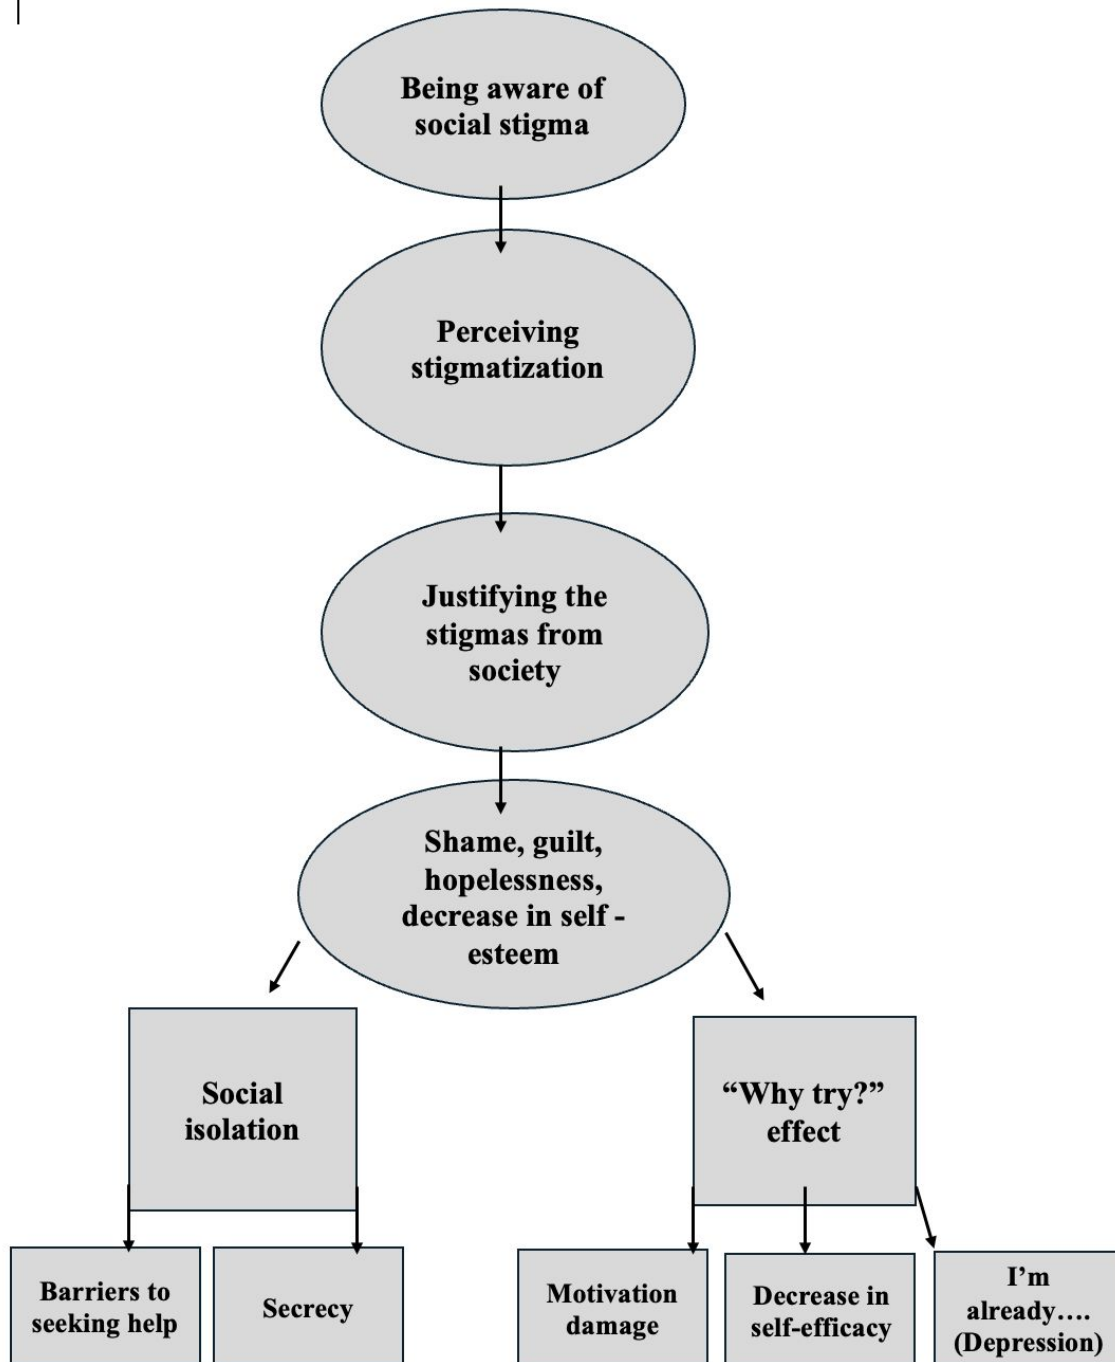 Being aware of
social stigma
Perceiving
stigmatization
Justifying the
stigmas from
society
Shame, guilt,
hopelessness,
decrease in self -
esteem
Social
isolation
“Why try?”
effect
Barriers to
seeking help
Secrecy
Motivation
damage
Decrease in
self-efficacy
I’m
already....
(Depression)